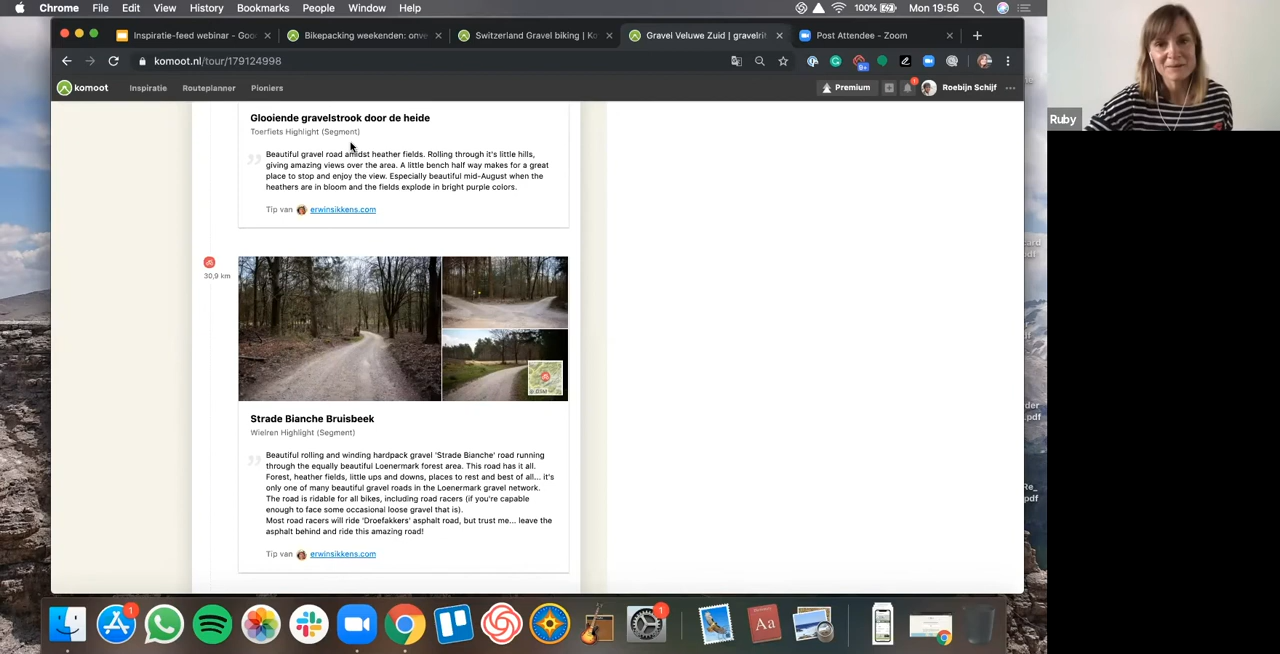 Chrome File Edit View History Bookmarks People Window Help 100% Mon 19:56
Inspiratie-feed webinar - Goo
Bikepacking weekenden: onve
Switzerland Gravel biking | Ko
Gravel Veluwe Zuid | gravelrit
Post Attendee - Zoom
komoot.nl/tour/179124998
9+
komoot Inspiratie Routeplanner Pioniers Premium 1 Roebijn Schijf
Ruby
Glooiende gravelstrook door de heide
Toerfiets Highlight (Segment)
Beautiful gravel road amidst heather fields. Rolling through it's little hills,
giving amazing views over the area. A little bench half way makes for a great
place to stop and enjoy the view. Especially beautiful mid-August when the
heathers are in bloom and the fields explode in bright purple colors.
Tip van erwinsikkens.com
30,9 km
Strade Bianche Bruisbeek
Wielren Highlight (Segment)
Beautiful rolling and winding hardpack gravel 'Strade Bianche' road running
through the equally beautiful Loenermark forest area. This road has it all.
Forest, heather fields, little ups and downs, places to rest and best of all... it's
only one of many beautiful gravel roads in the Loenermark gravel network.
The road is ridable for all bikes, including road racers (if you're capable
enough to face some occasional loose gravel that is).
Most road racers will ride 'Droefakkers' asphalt road, but trust me... leave the
asphalt behind and ride this amazing road!
Tip van erwinsikkens.com
.pdf
.pdf
1
1
Aa